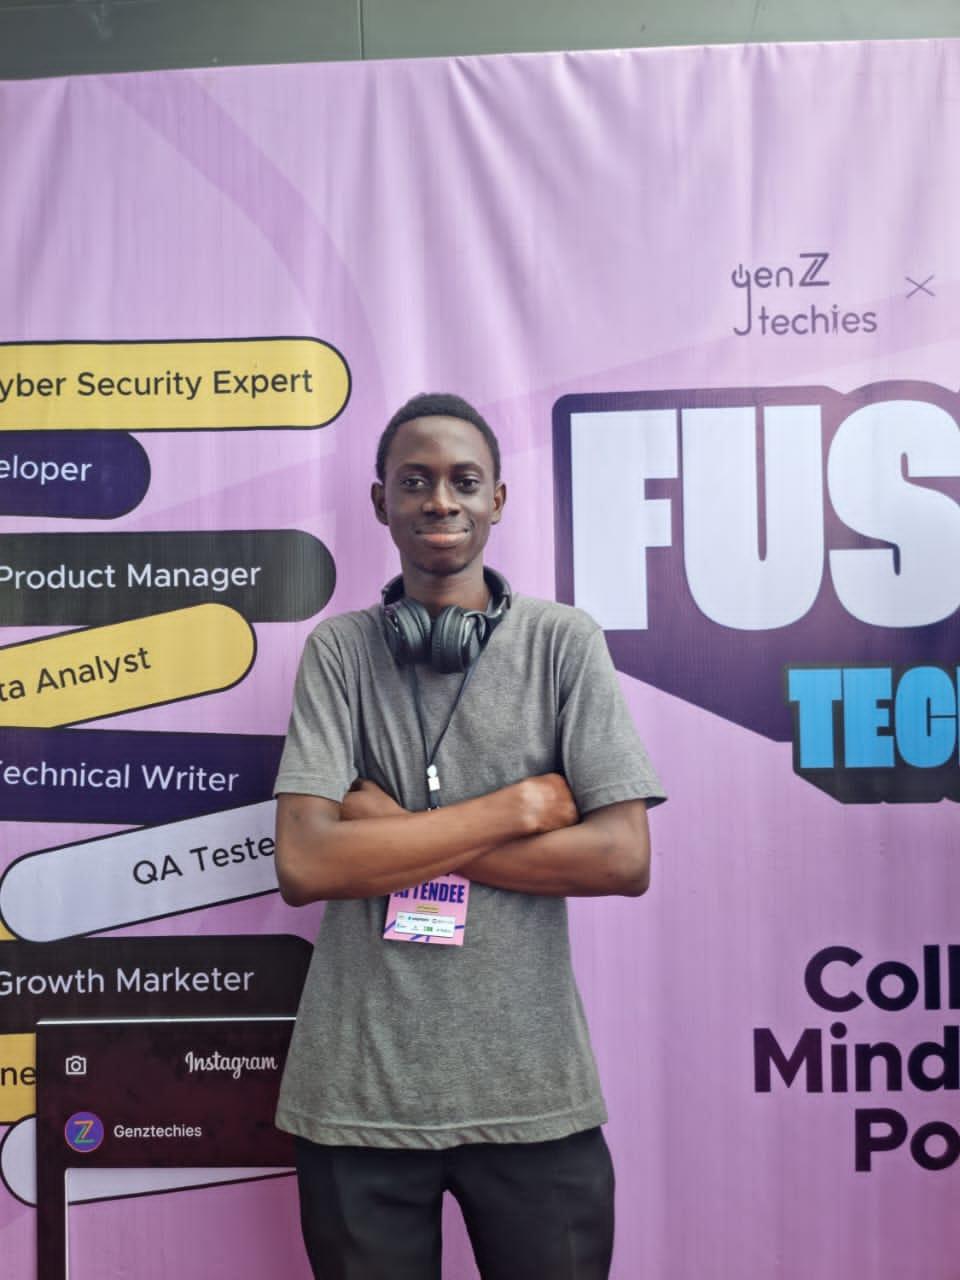 gen Z
techies
×
yber Security Expert
eloper
Product Manager
ta Analyst
Technical Writer
QA Teste
Growth Marketer
ne
Instagram
Genztechies
FUS
TEC
Coll
Mind
Po
ATTENDEE